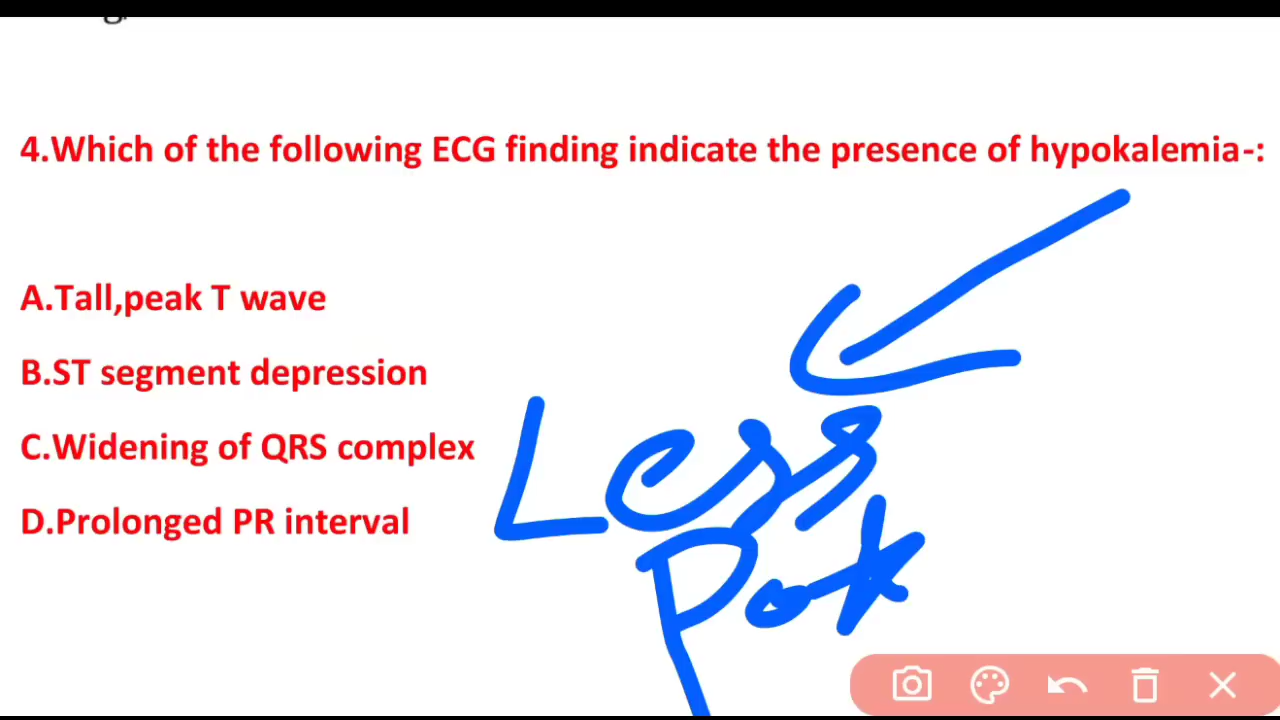 4.Which of the following ECG finding indicate the presence of hypokalemia-:
A.Tall,peak T wave
B.ST segment depression
C.Widening of QRS complex
D.Prolonged PR interval
Less